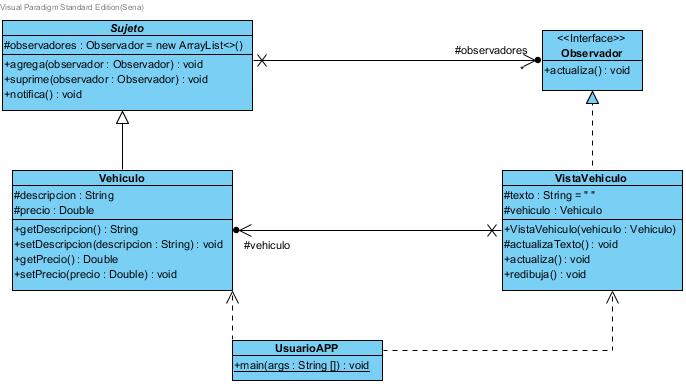 Visual Paradigm Standard Edition(Sena)
Sujeto
#observadores : Observador = new ArrayList<>()
+agrega(observador : Observador) : void
+suprime(observador : Observador) : void
+notifica() : void
#observadores
<<Interface>>
Observador
+actualiza() : void
Vehiculo
#descripcion : String
#precio : Double
+getDescripcion() : String
+setDescripcion(descripcion : String) : void
+getPrecio() : Double
+setPrecio(precio : Double) : void
#vehiculo
VistaVehiculo
#texto : String = " "
#vehiculo : Vehiculo
+VistaVehiculo(vehiculo : Vehiculo)
#actualizaTexto() : void
+actualiza() : void
+redibuja() : void
UsuarioAPP
+main(args : String []) : void